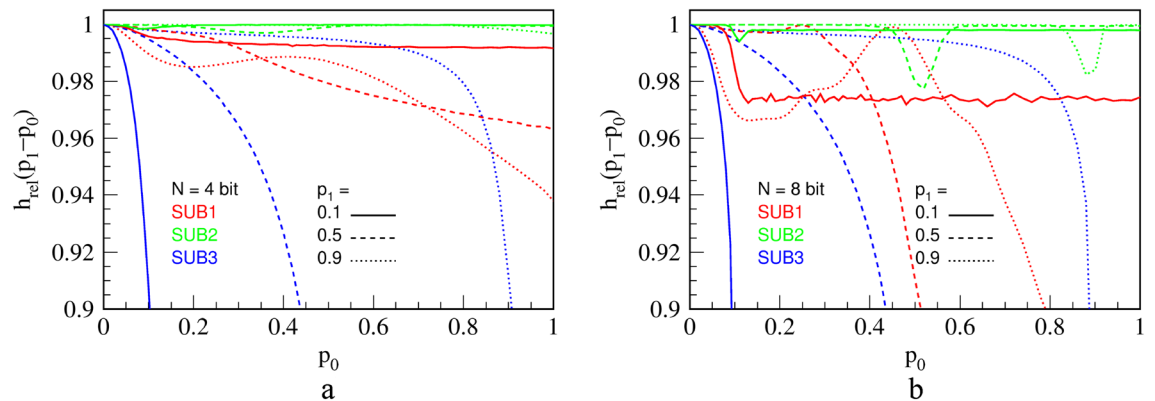 1
0.98
0.96
0.94
0.92
0.9
h_rel(p_1−p_0)
N = 4 bit p_1 =
SUB1 0.1
SUB2 0.5
SUB3 0.9
0 0.2 0.4 0.6 0.8 1
p_0
a
1
0.98
0.96
0.94
0.92
0.9
h_rel(p_1−p_0)
N = 8 bit p_1 =
SUB1 0.1
SUB2 0.5
SUB3 0.9
0 0.2 0.4 0.6 0.8 1
p_0
b